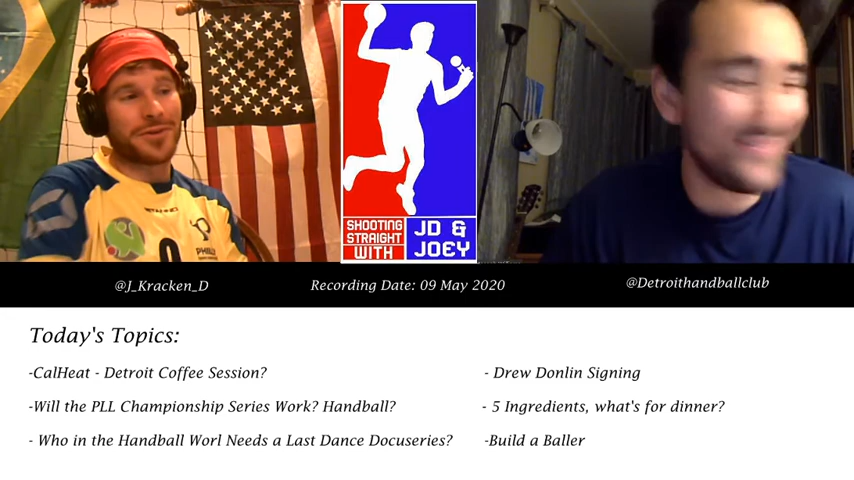 PHILLY
SHOOTING
STRAIGHT
WITH
JD &
JOEY
@J_Kracken_D
Recording Date: 09 May 2020
@Detroithandballclub
Today's Topics:
-CalHeat - Detroit Coffee Session?
- Drew Donlin Signing
-Will the PLL Championship Series Work? Handball?
- 5 Ingredients, what's for dinner?
- Who in the Handball Worl Needs a Last Dance Docuseries?
-Build a Baller